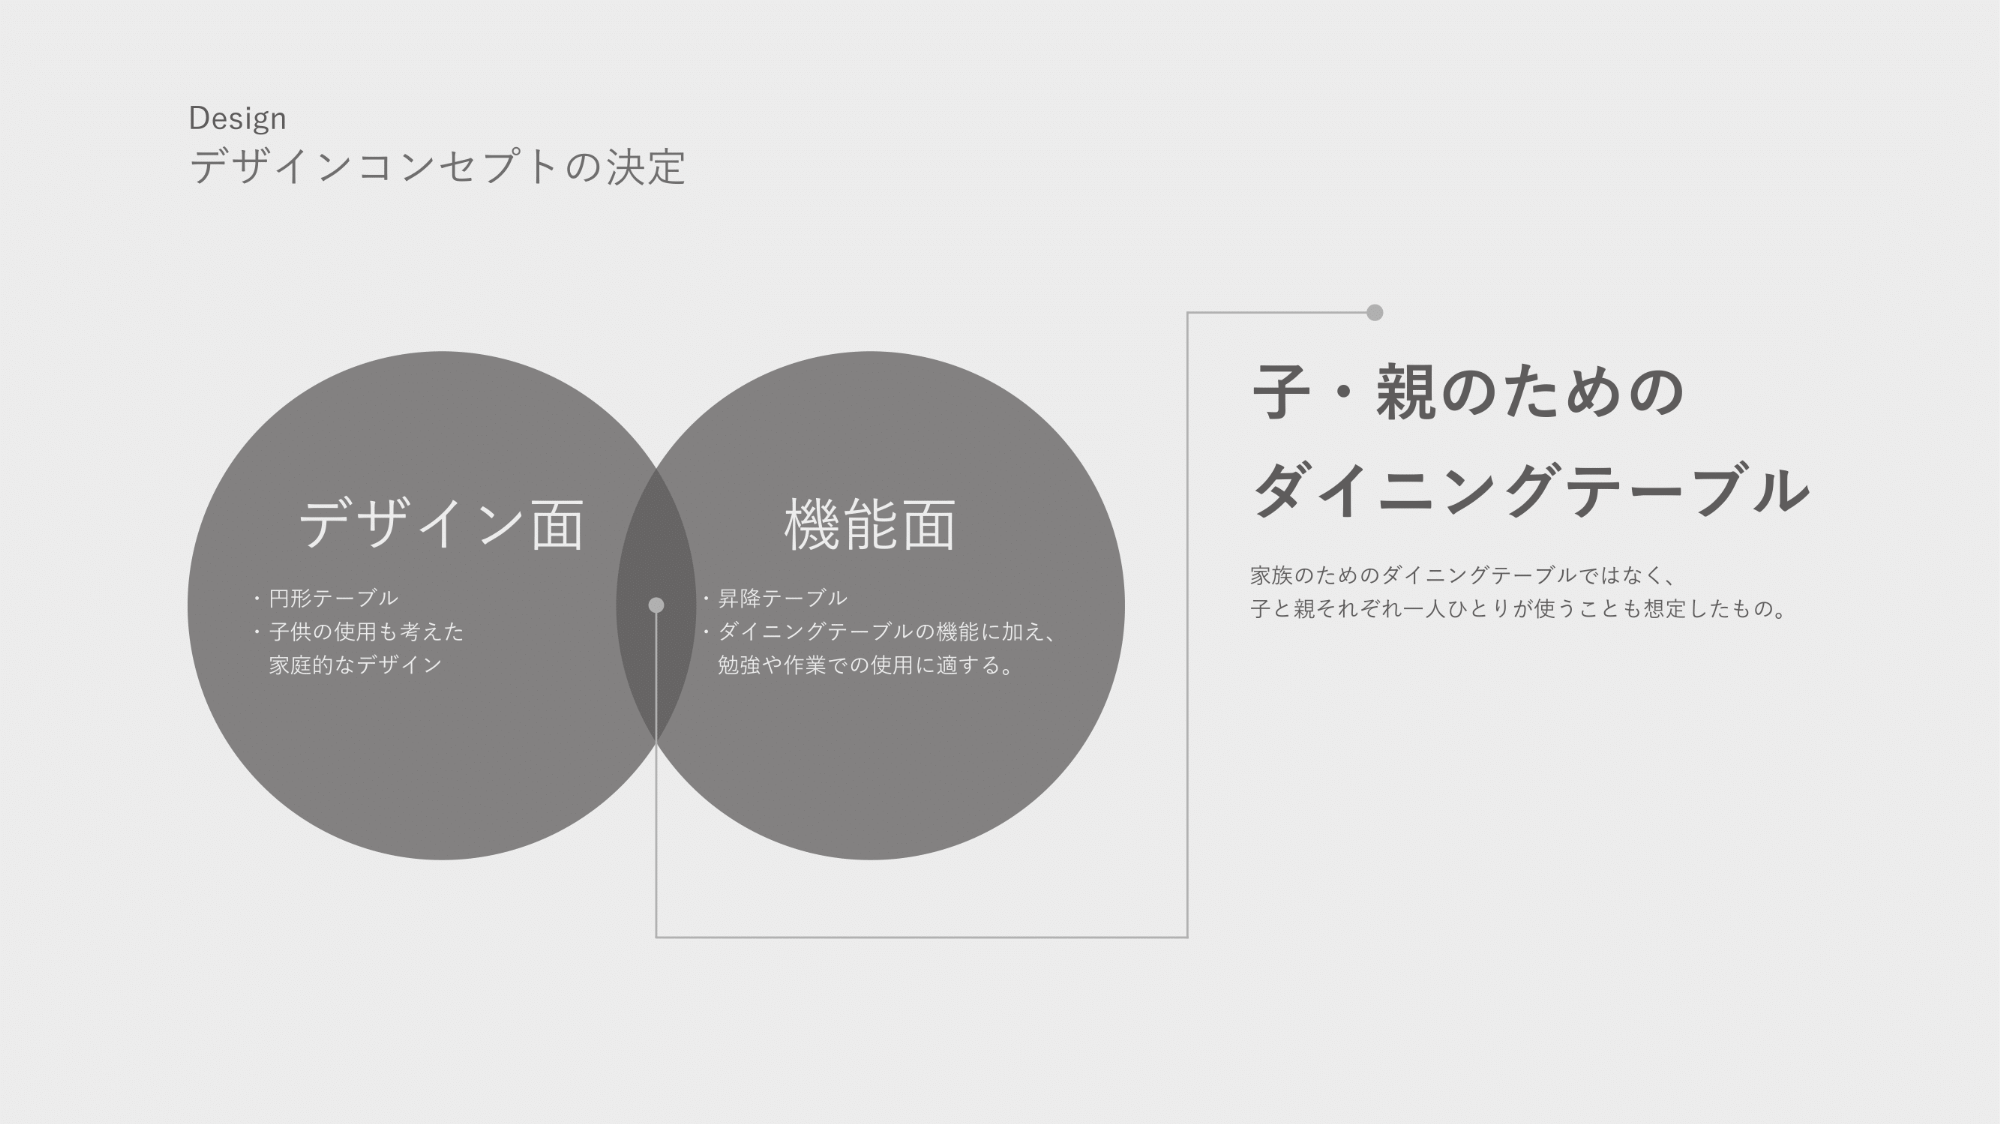 Design
デザインコンセプトの決定
デザイン面
・円形テーブル
・子供の使用も考えた
家庭的なデザイン
機能面
・昇降テーブル
・ダイニングテーブルの機能に加え、
勉強や作業での使用に適する。
子・親のための
ダイニングテーブル
家族のためのダイニングテーブルではなく、
子と親それぞれ一人ひとりが使うことも想定したもの。